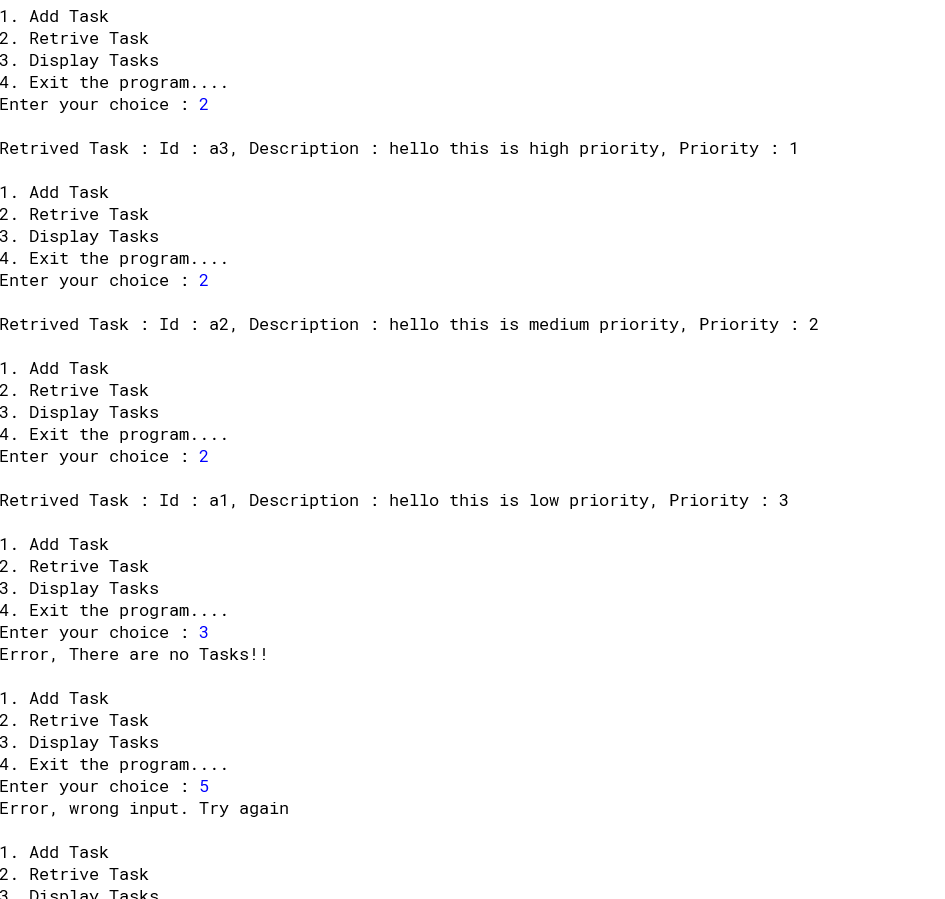 1. Add Task
2. Retrive Task
3. Display Tasks
4. Exit the program....
Enter your choice : 2
Retrived Task : Id : a3, Description : hello this is high priority, Priority : 1
1. Add Task
2. Retrive Task
3. Display Tasks
4. Exit the program....
Enter your choice : 2
Retrived Task : Id : a2, Description : hello this is medium priority, Priority : 2
1. Add Task
2. Retrive Task
3. Display Tasks
4. Exit the program....
Enter your choice : 2
Retrived Task : Id : a1, Description : hello this is low priority, Priority : 3
1. Add Task
2. Retrive Task
3. Display Tasks
4. Exit the program....
Enter your choice : 3
Error, There are no Tasks!!
1. Add Task
2. Retrive Task
3. Display Tasks
4. Exit the program....
Enter your choice : 5
Error, wrong input. Try again
1. Add Task
2. Retrive Task
3. Display Tasks